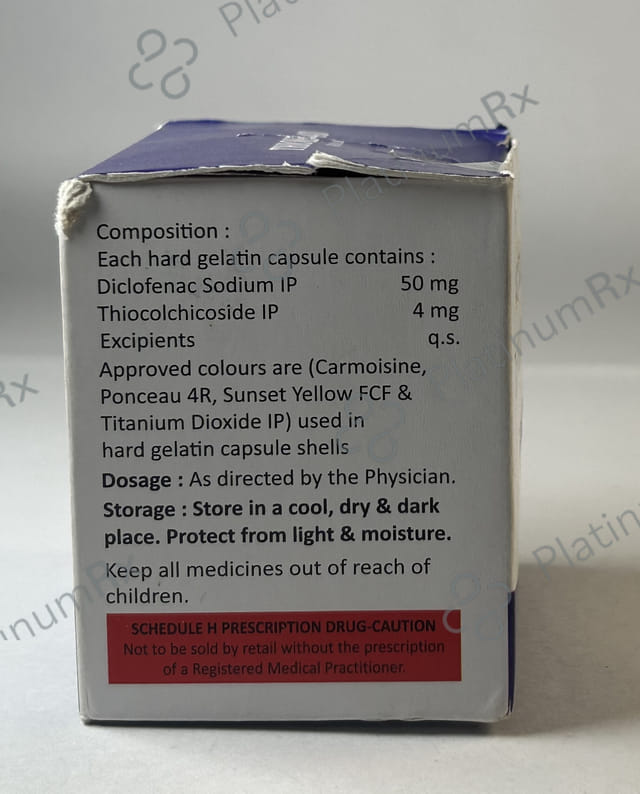 Composition :
Each hard gelatin capsule contains :
Diclofenac Sodium IP 50 mg
Thiocolchicoside IP 4 mg
Excipients q.s.
Approved colours are (Carmoisine,
Ponceau 4R, Sunset Yellow FCF &
Titanium Dioxide IP) used in
hard gelatin capsule shells
Dosage : As directed by the Physician.
Storage : Store in a cool, dry & dark
place. Protect from light & moisture.
Keep all medicines out of reach of
children.
SCHEDULE H PRESCRIPTION DRUG-CAUTION
Not to be sold by retail without the prescription
of a Registered Medical Practitioner.
PlatinumRx